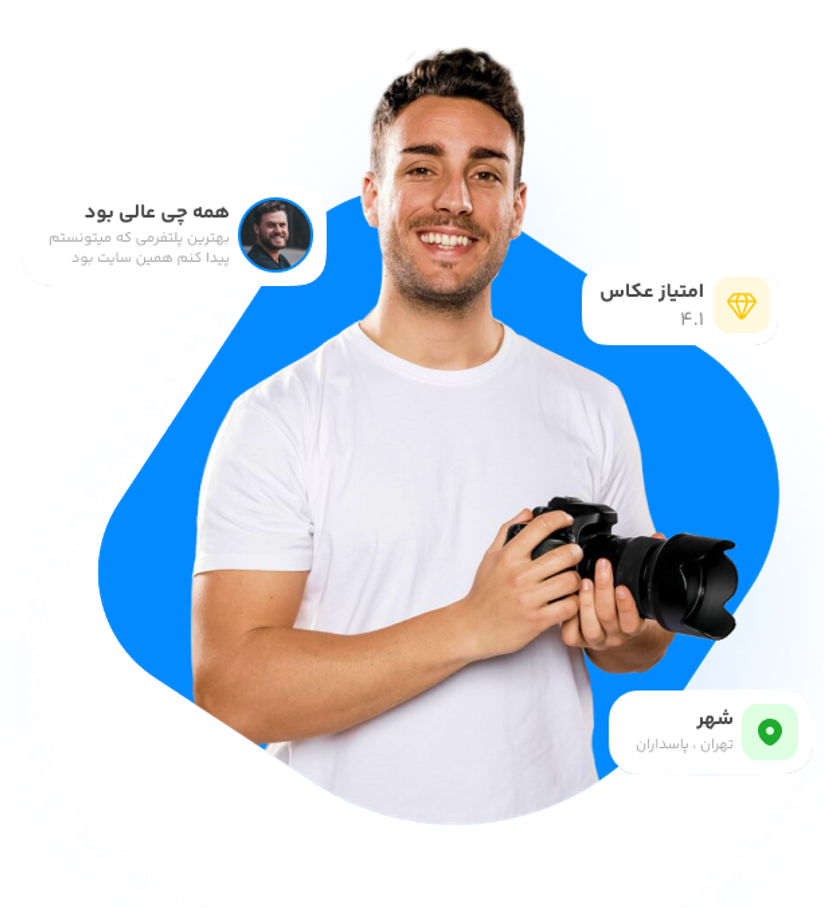 همه چی عالی بود
بهترین پلتفرمی که میتونستم
پیدا کنم همین سایت بود
امتیاز عکاس
۴.۱
شهر
تهران ، پاسداران